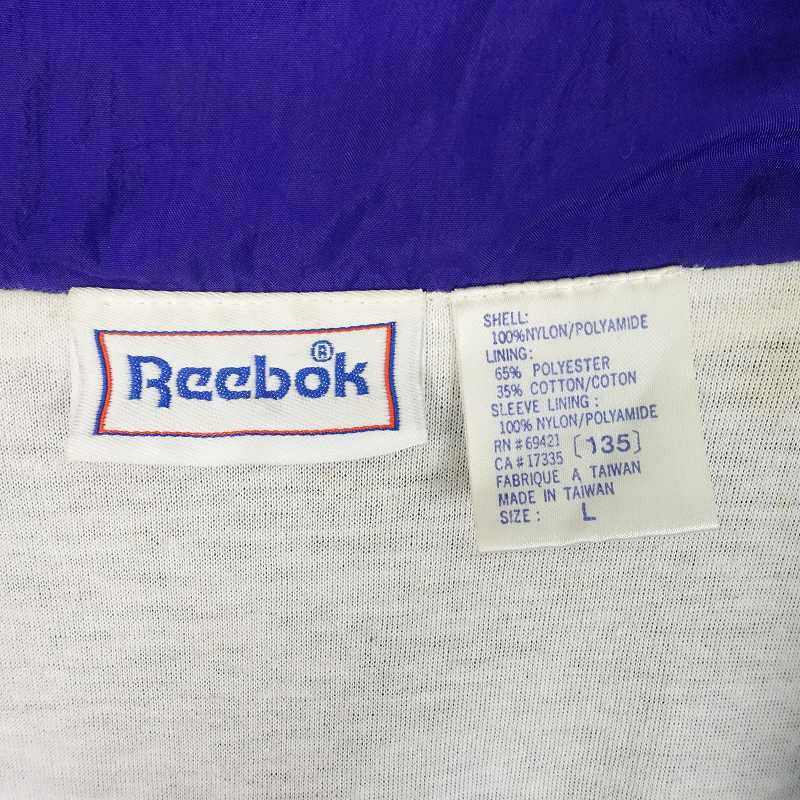 Reebok®
SHELL:
100%NYLON/POLYAMIDE
LINING:
65% POLYESTER
35% COTTON/COTON
SLEEVE LINING:
100% NYLON/POLYAMIDE
RN # 69421 [135]
CA # 17335
FABRIQUE A TAIWAN
MADE IN TAIWAN
SIZE: L